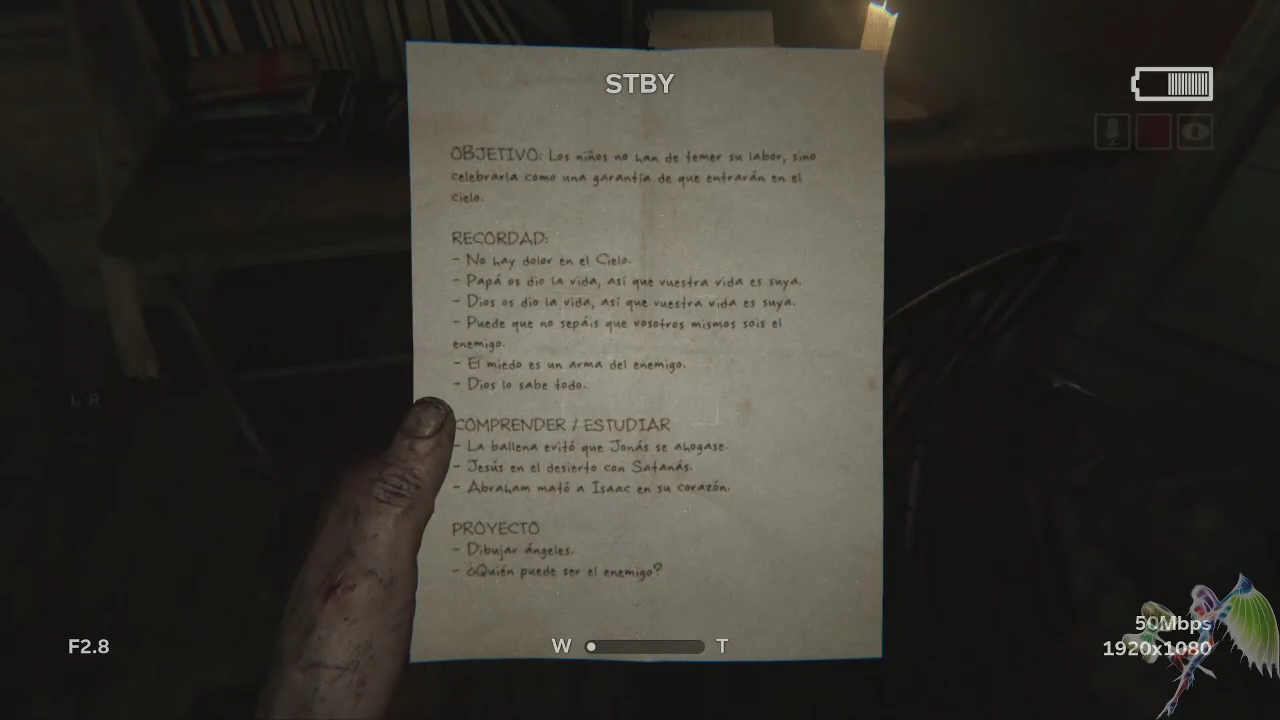 STBY
OBJETIVO: Los niños no han de temer su labor, sino
celebrarla como una garantía de que entrarán en el
cielo.
RECORDAD:
- No hay dolor en el Cielo.
- Papá os dio la vida, así que vuestra vida es suya.
- Dios os dio la vida, así que vuestra vida es suya.
- Puede que no sepáis que vosotros mismos sois el
enemigo.
- El miedo es un arma del enemigo.
- Dios lo sabe todo.
L R
COMPRENDER / ESTUDIAR
- La ballena evitó que Jonás se ahogase.
- Jesús en el desierto con Satanás.
- Abraham mató a Isaac en su corazón.
PROYECTO
- Dibujar ángeles.
- ¿Quién puede ser el enemigo?
50Mbps
F2.8
W T
1920x1080